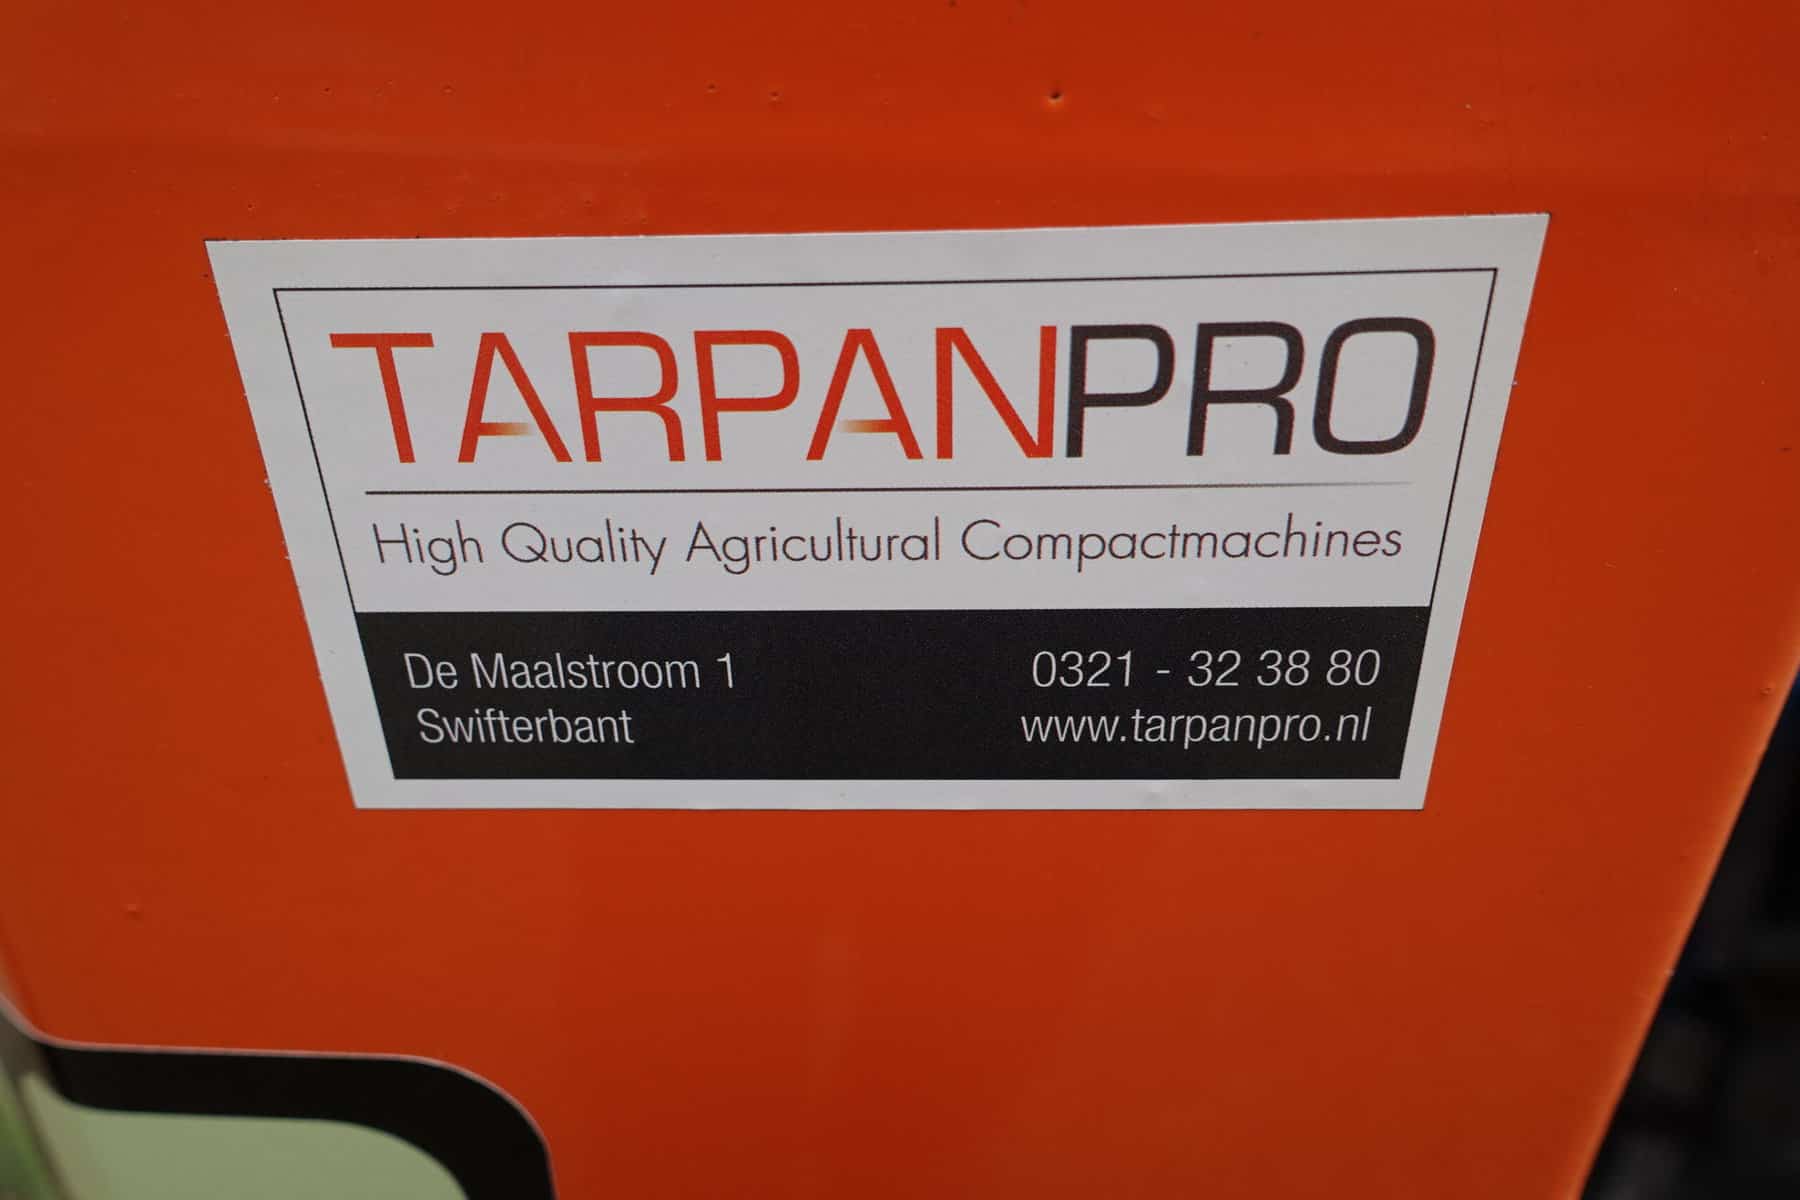 TARPANPRO
High Quality Agricultural Compactmachines
De Maalstroom 1
Swifterbant
0321 - 32 38 80
www.tarpanpro.nl